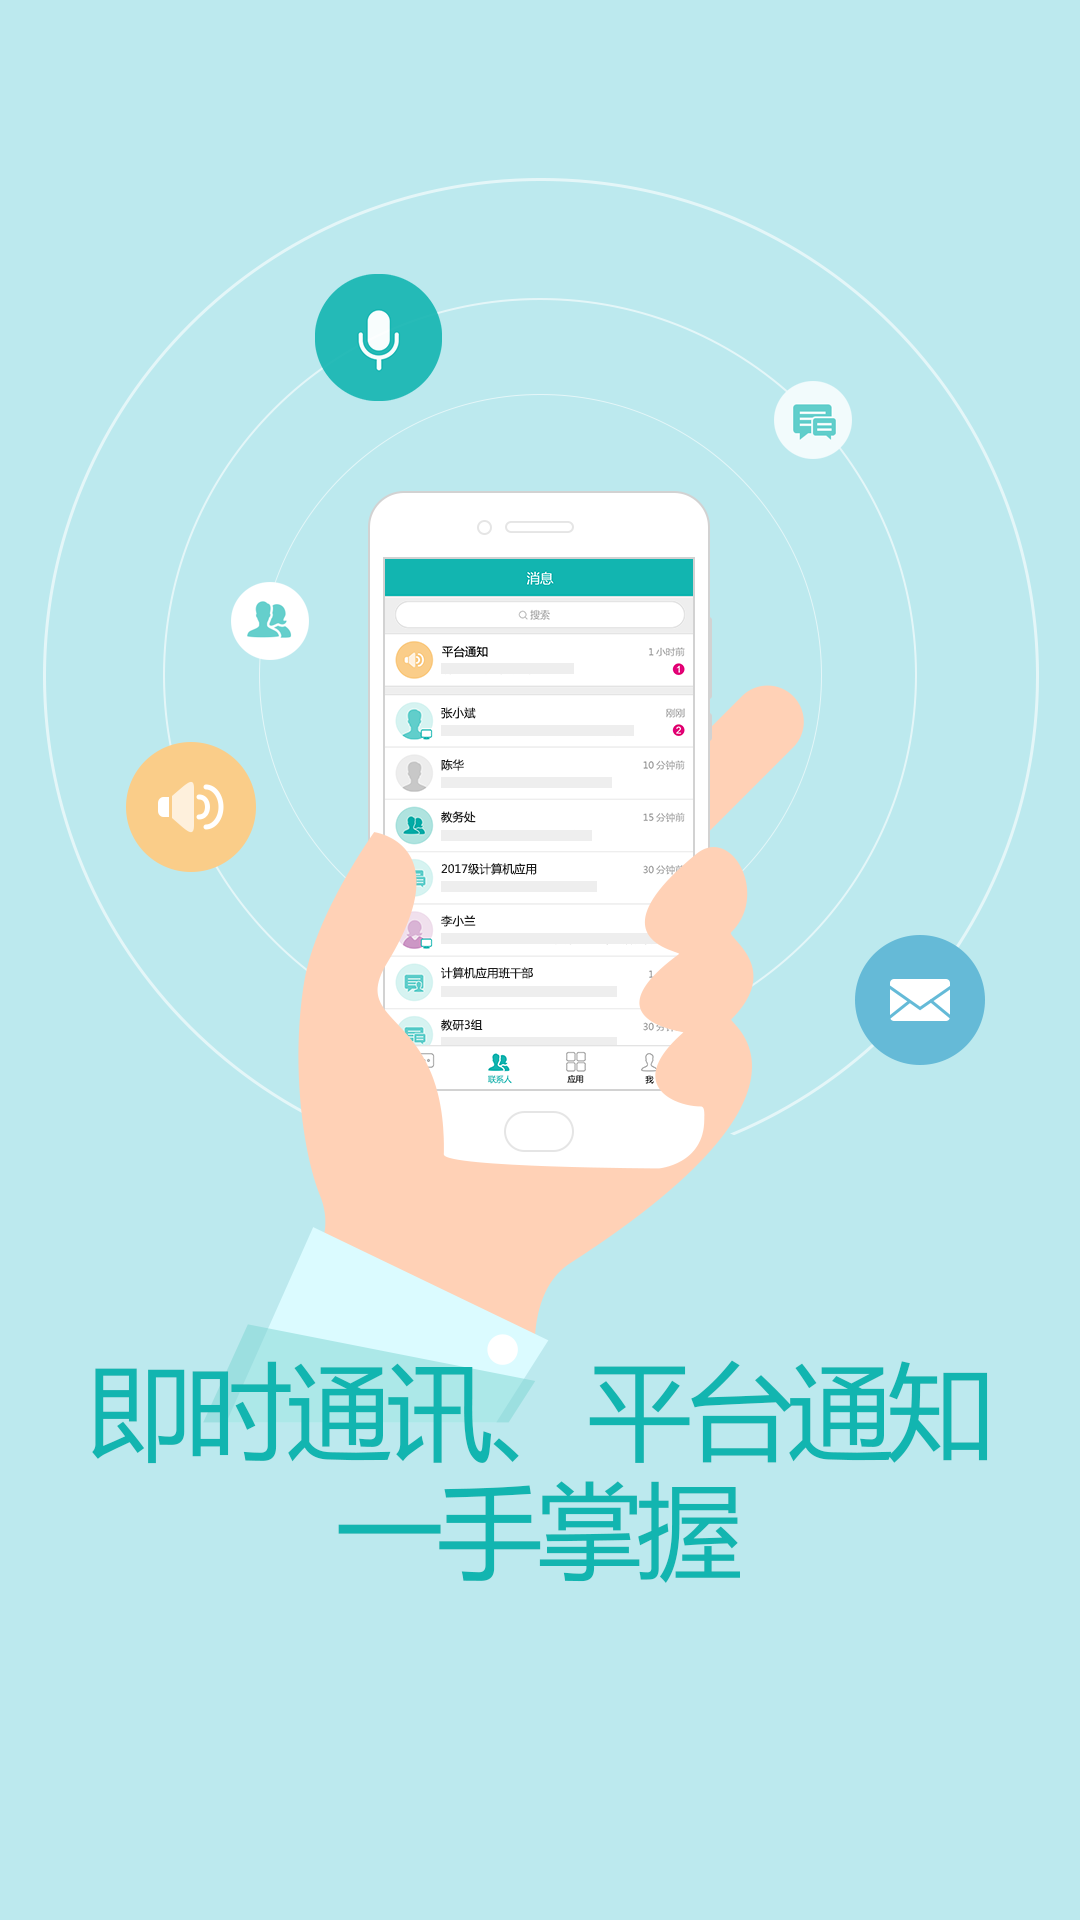 消息
搜索
平台通知
1 小时前
1
张小斌
刚刚
2
陈华
10 分钟前
教务处
15 分钟前
2017级计算机应用
30 分钟前
李小兰
计算机应用班干部
1
教研3组
30 分钟前
联系人
应用
我
即时通讯、平台通知
一手掌握